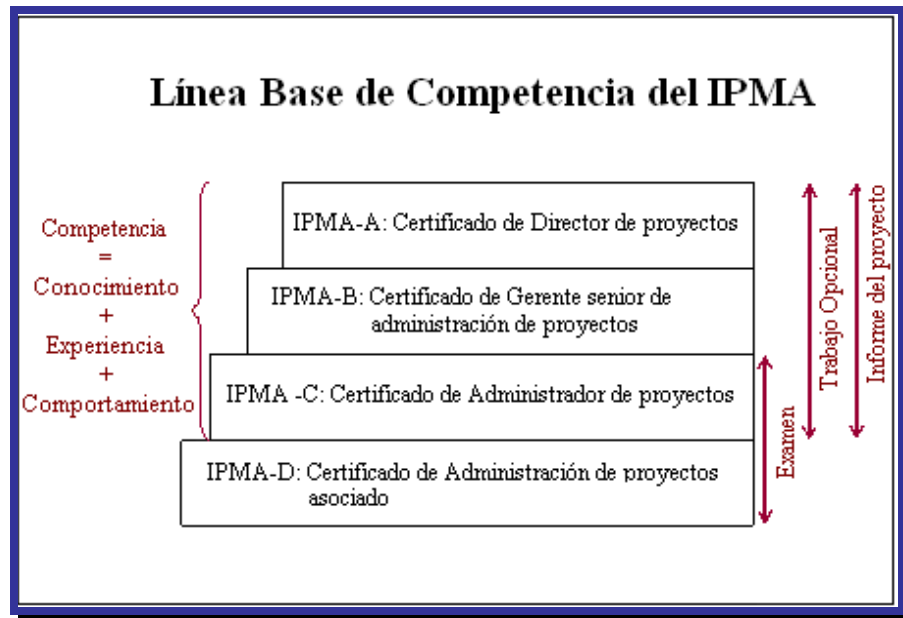 Línea Base de Competencia del IPMA
Competencia
=
Conocimiento
+
Experiencia
+
Comportamiento
IPMA-A: Certificado de Director de proyectos
IPMA-B: Certificado de Gerente senior de
administración de proyectos
IPMA -C: Certificado de Administrador de proyectos
IPMA-D: Certificado de Administración de proyectos
asociado
Examen
Trabajo Opcional
Informe del proyecto